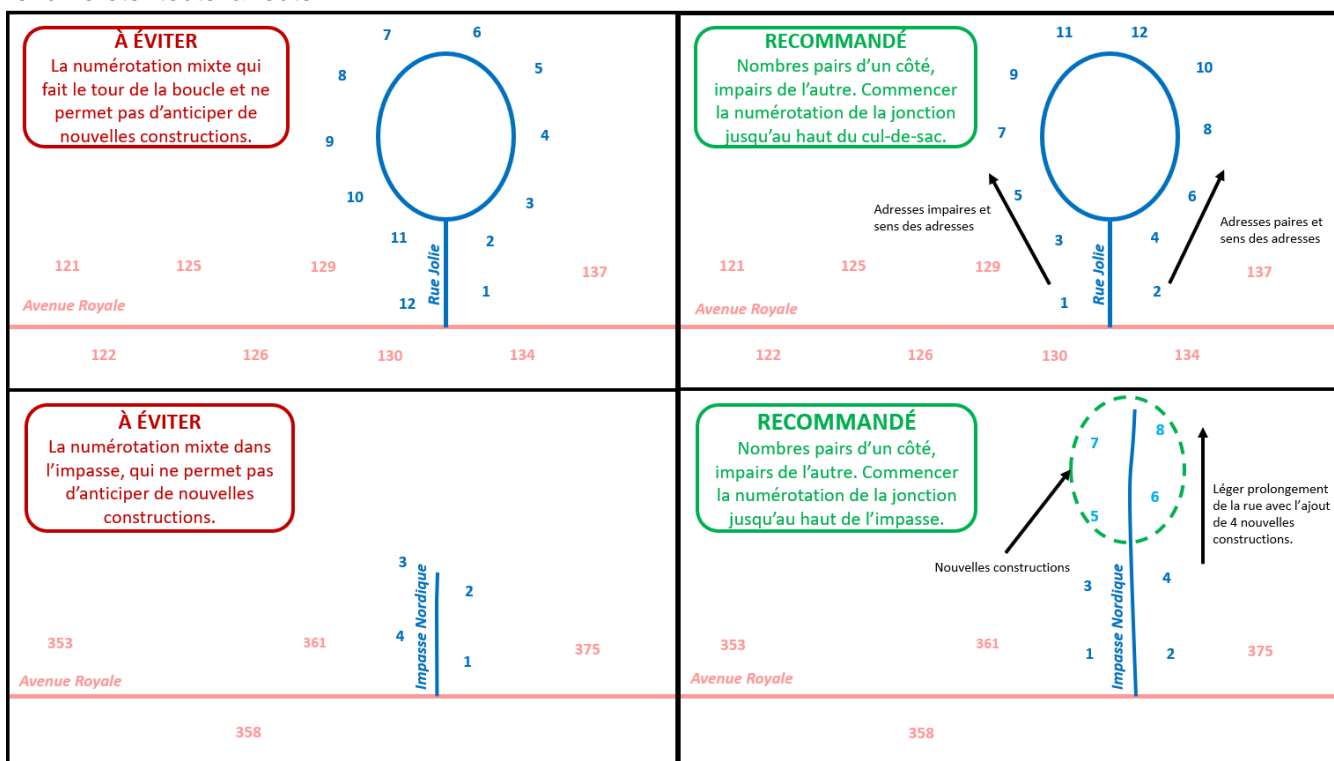 À ÉVITER
La numérotation mixte qui
fait le tour de la boucle et ne
permet pas d’anticiper de
nouvelles constructions.
7
6
8
5
9
4
10
3
11
2
12
1
Rue Jolie
121
125
129
137
Avenue Royale
122
126
130
134
RECOMMANDÉ
Nombres pairs d’un côté,
impairs de l’autre. Commencer
la numérotation de la jonction
jusqu’au haut du cul-de-sac.
11
12
9
10
7
8
5
6
Adresses impaires et
sens des adresses
Adresses paires et
sens des adresses
3
4
1
2
Rue Jolie
121
125
129
137
Avenue Royale
122
126
130
134
À ÉVITER
La numérotation mixte dans
l’impasse, qui ne permet pas
d’anticiper de nouvelles
constructions.
3
2
4
1
Impasse Nordique
353
361
375
Avenue Royale
358
RECOMMANDÉ
Nombres pairs d’un côté,
impairs de l’autre. Commencer
la numérotation de la jonction
jusqu’au haut de l’impasse.
7
8
5
6
Léger prolongement
de la rue avec l’ajout
de 4 nouvelles
constructions.
Nouvelles constructions
3
4
1
2
Impasse Nordique
353
361
375
Avenue Royale
358